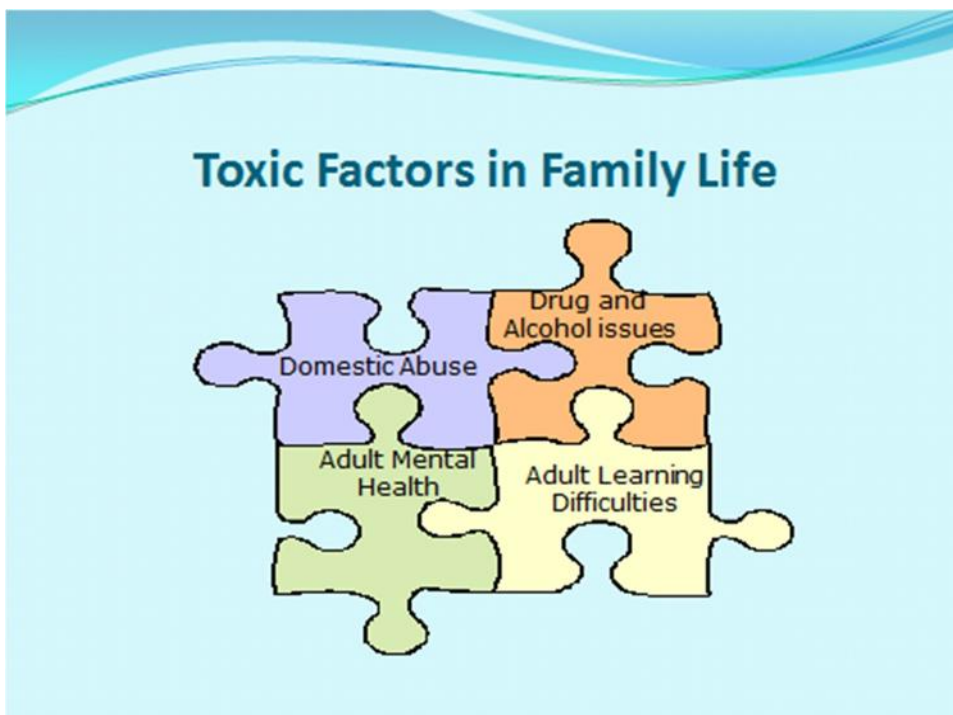 Toxic Factors in Family Life
Drug and
Alcohol issues
Domestic Abuse
Adult Mental
Health
Adult Learning
Difficulties